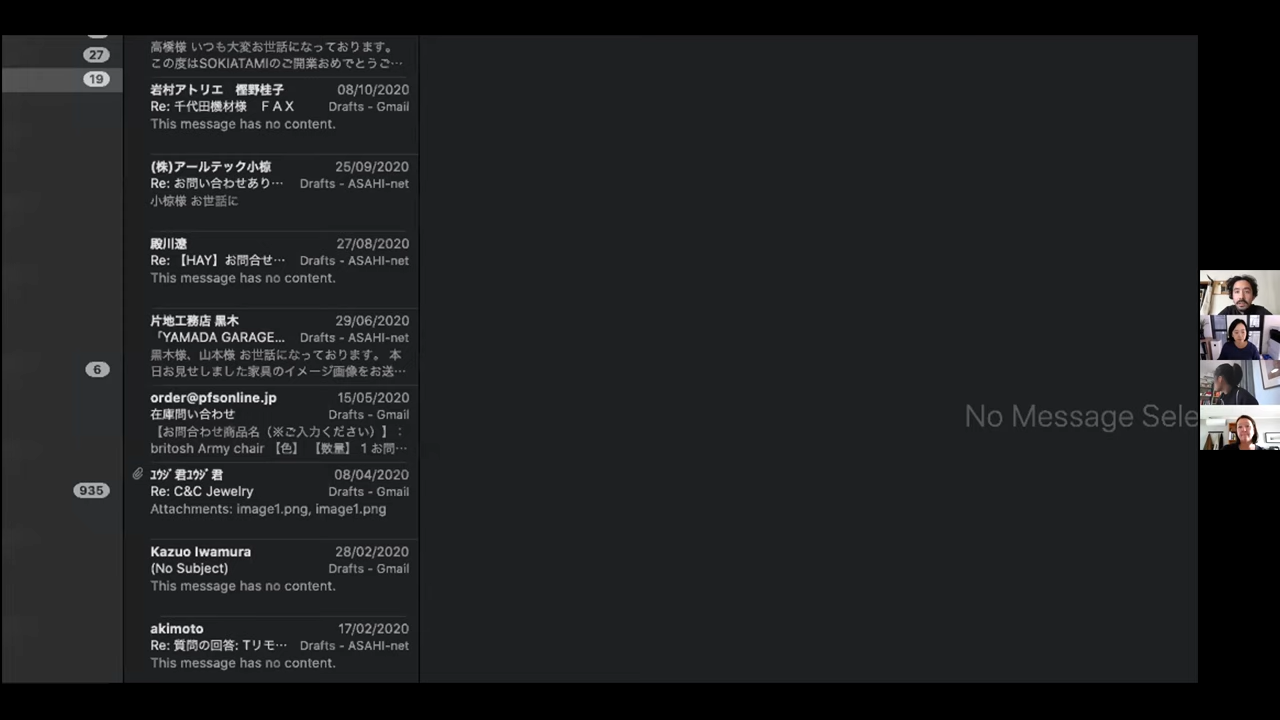 27
19
高橋様 いつも大変お世話になっております。
この度はSOKIATAMIのご開業おめでとうご…
岩村アトリエ　樫野桂子 08/10/2020
Re: 千代田機材様　ＦＡＸ Drafts - Gmail
This message has no content.
(株)アールテック小椋 25/09/2020
Re: お問い合わせあり… Drafts - ASAHI-net
小椋様 お世話に
殿川遼 27/08/2020
Re: 【HAY】お問合せ… Drafts - ASAHI-net
This message has no content.
片地工務店 黒木 29/06/2020
「YAMADA GARAGE... Drafts - ASAHI-net
黒木様、山本様 お世話になっております。 本
日お見せしました家具のイメージ画像をお送…
6
order@pfsonline.jp 15/05/2020
在庫問い合わせ Drafts - Gmail
【お問合わせ商品名（※ご入力ください）】：
britosh Army chair 【色】 【数量】 1 お問…
No Message Sele
ﾕｳｼﾞ君ﾕｳｼﾞ君 08/04/2020
Re: C&C Jewelry Drafts - Gmail
935
Attachments: image1.png, image1.png
Kazuo Iwamura 28/02/2020
(No Subject) Drafts - Gmail
This message has no content.
akimoto 17/02/2020
Re: 質問の回答: Tリモ… Drafts - ASAHI-net
This message has no content.